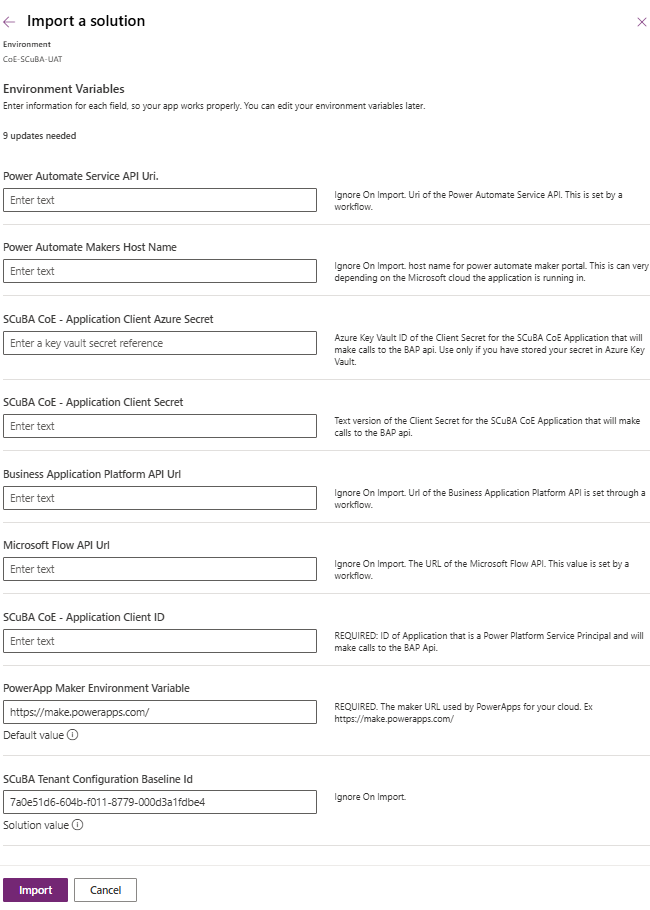 Import a solution
Environment
CoE-SCuBA-UAT
Environment Variables
Enter information for each field, so your app works properly. You can edit your environment variables later.
9 updates needed
Power Automate Service API Uri.
Enter text
Ignore On Import. Uri of the Power Automate Service API. This is set by a
workflow.
Power Automate Makers Host Name
Enter text
Ignore On Import. host name for power automate maker portal. This is can very
depending on the Microsoft cloud the application is running in.
SCuBA CoE - Application Client Azure Secret
Enter a key vault secret reference
Azure Key Vault ID of the Client Secret for the SCuBA CoE Application that will
make calls to the BAP api. Use only if you have stored your secret in Azure Key
Vault.
SCuBA CoE - Application Client Secret
Enter text
Text version of the Client Secret for the SCuBA CoE Application that will make
calls to the BAP api.
Business Application Platform API Url
Enter text
Ignore On Import. Url of the Business Application Platform API is set through a
workflow.
Microsoft Flow API Url
Enter text
Ignore On Import. The URL of the Microsoft Flow API. This value is set by a
workflow.
SCuBA CoE - Application Client ID
Enter text
REQUIRED: ID of Application that is a Power Platform Service Principal and will
make calls to the BAP Api.
PowerApp Maker Environment Variable
https://make.powerapps.com/
REQUIRED. The maker URL used by PowerApps for your cloud. Ex
https://make.powerapps.com/
Default value
SCuBA Tenant Configuration Baseline Id
7a0e51d6-604b-f011-8779-000d3a1fdbe4
Ignore On Import.
Solution value
Import
Cancel